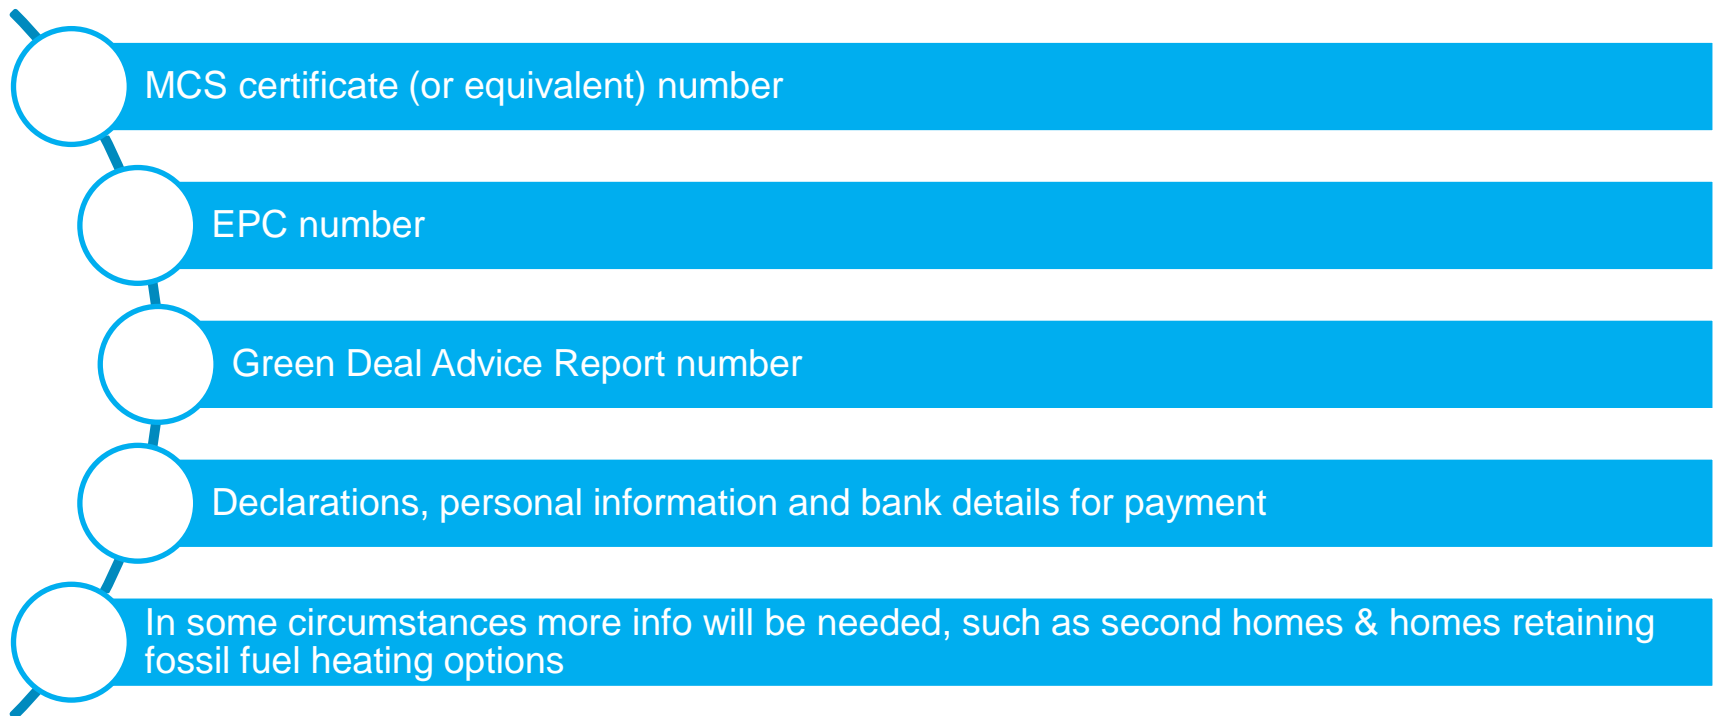 MCS certificate (or equivalent) number
EPC number
Green Deal Advice Report number
Declarations, personal information and bank details for payment
In some circumstances more info will be needed, such as second homes & homes retaining
fossil fuel heating options